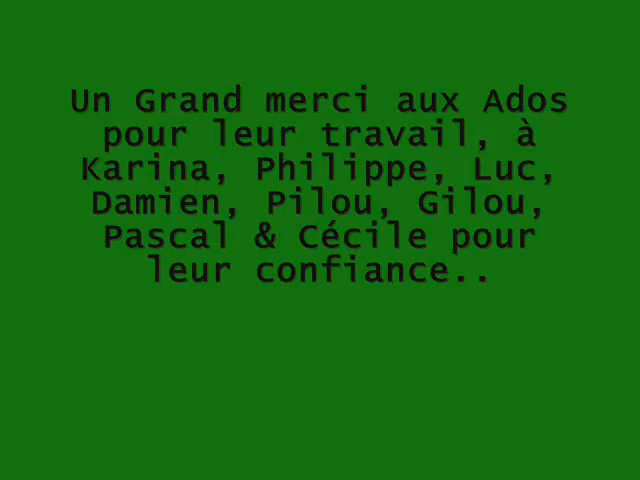 Un Grand merci aux Ados
pour leur travail, à
Karina, Philippe, Luc,
Damien, Pilou, Gilou,
Pascal & Cécile pour
leur confiance..